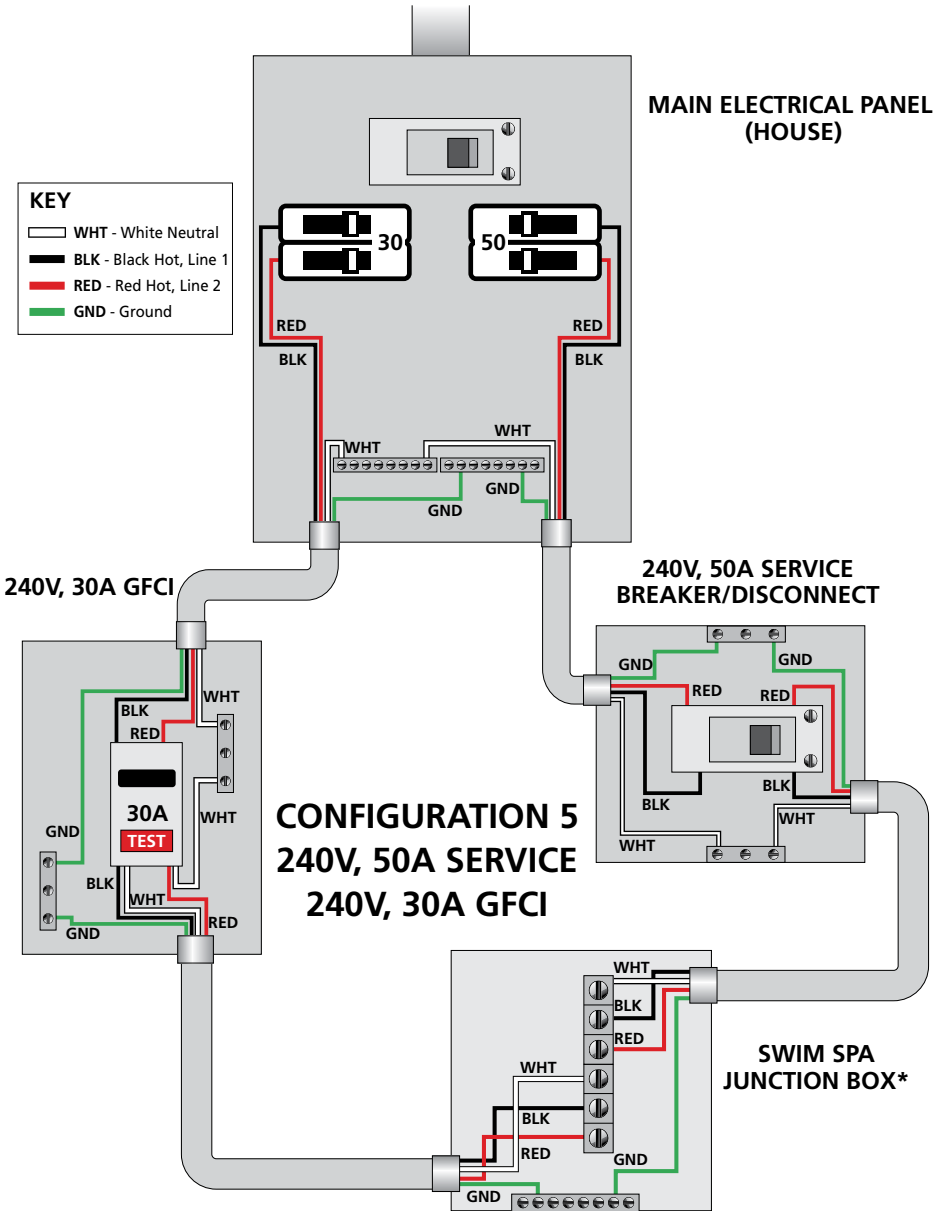 MAIN ELECTRICAL PANEL
(HOUSE)
KEY
WHT - White Neutral
BLK - Black Hot, Line 1
RED - Red Hot, Line 2
GND - Ground
30
50
RED
BLK
RED
BLK
WHT
WHT
GND
GND
240V, 30A GFCI
240V, 50A SERVICE
BREAKER/DISCONNECT
WHT
BLK
RED
30A
TEST
WHT
GND
BLK
WHT
RED
GND
GND
GND
RED
RED
BLK
BLK
WHT
WHT
CONFIGURATION 5
240V, 50A SERVICE
240V, 30A GFCI
WHT
BLK
RED
WHT
BLK
RED
GND
GND
SWIM SPA
JUNCTION BOX*